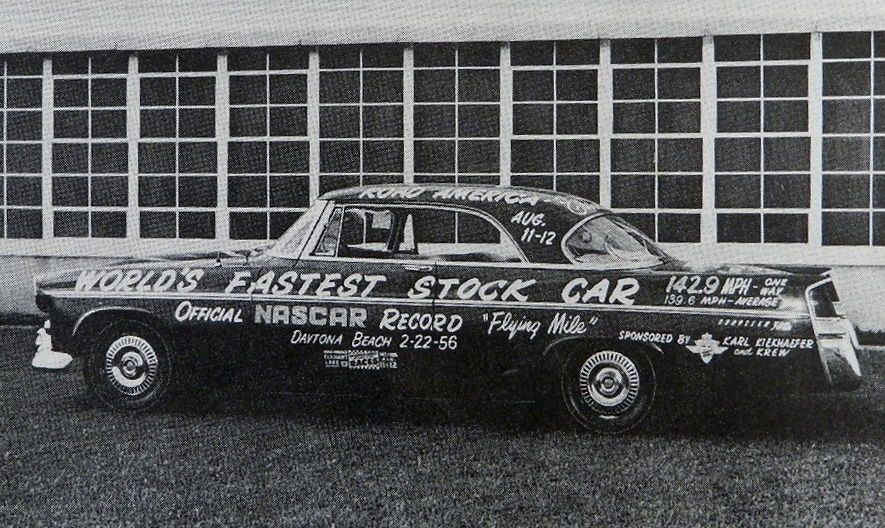 ROAD AMERICA
AUG.
11-12
WORLD'S FASTEST STOCK CAR
142.9 MPH - ONE WAY
139.6 MPH - AVERAGE
OFFICIAL NASCAR RECORD "Flying Mile"
DAYTONA BEACH 2-22-56
SPONSORED BY KARL KIEKHAEFER
and KREW